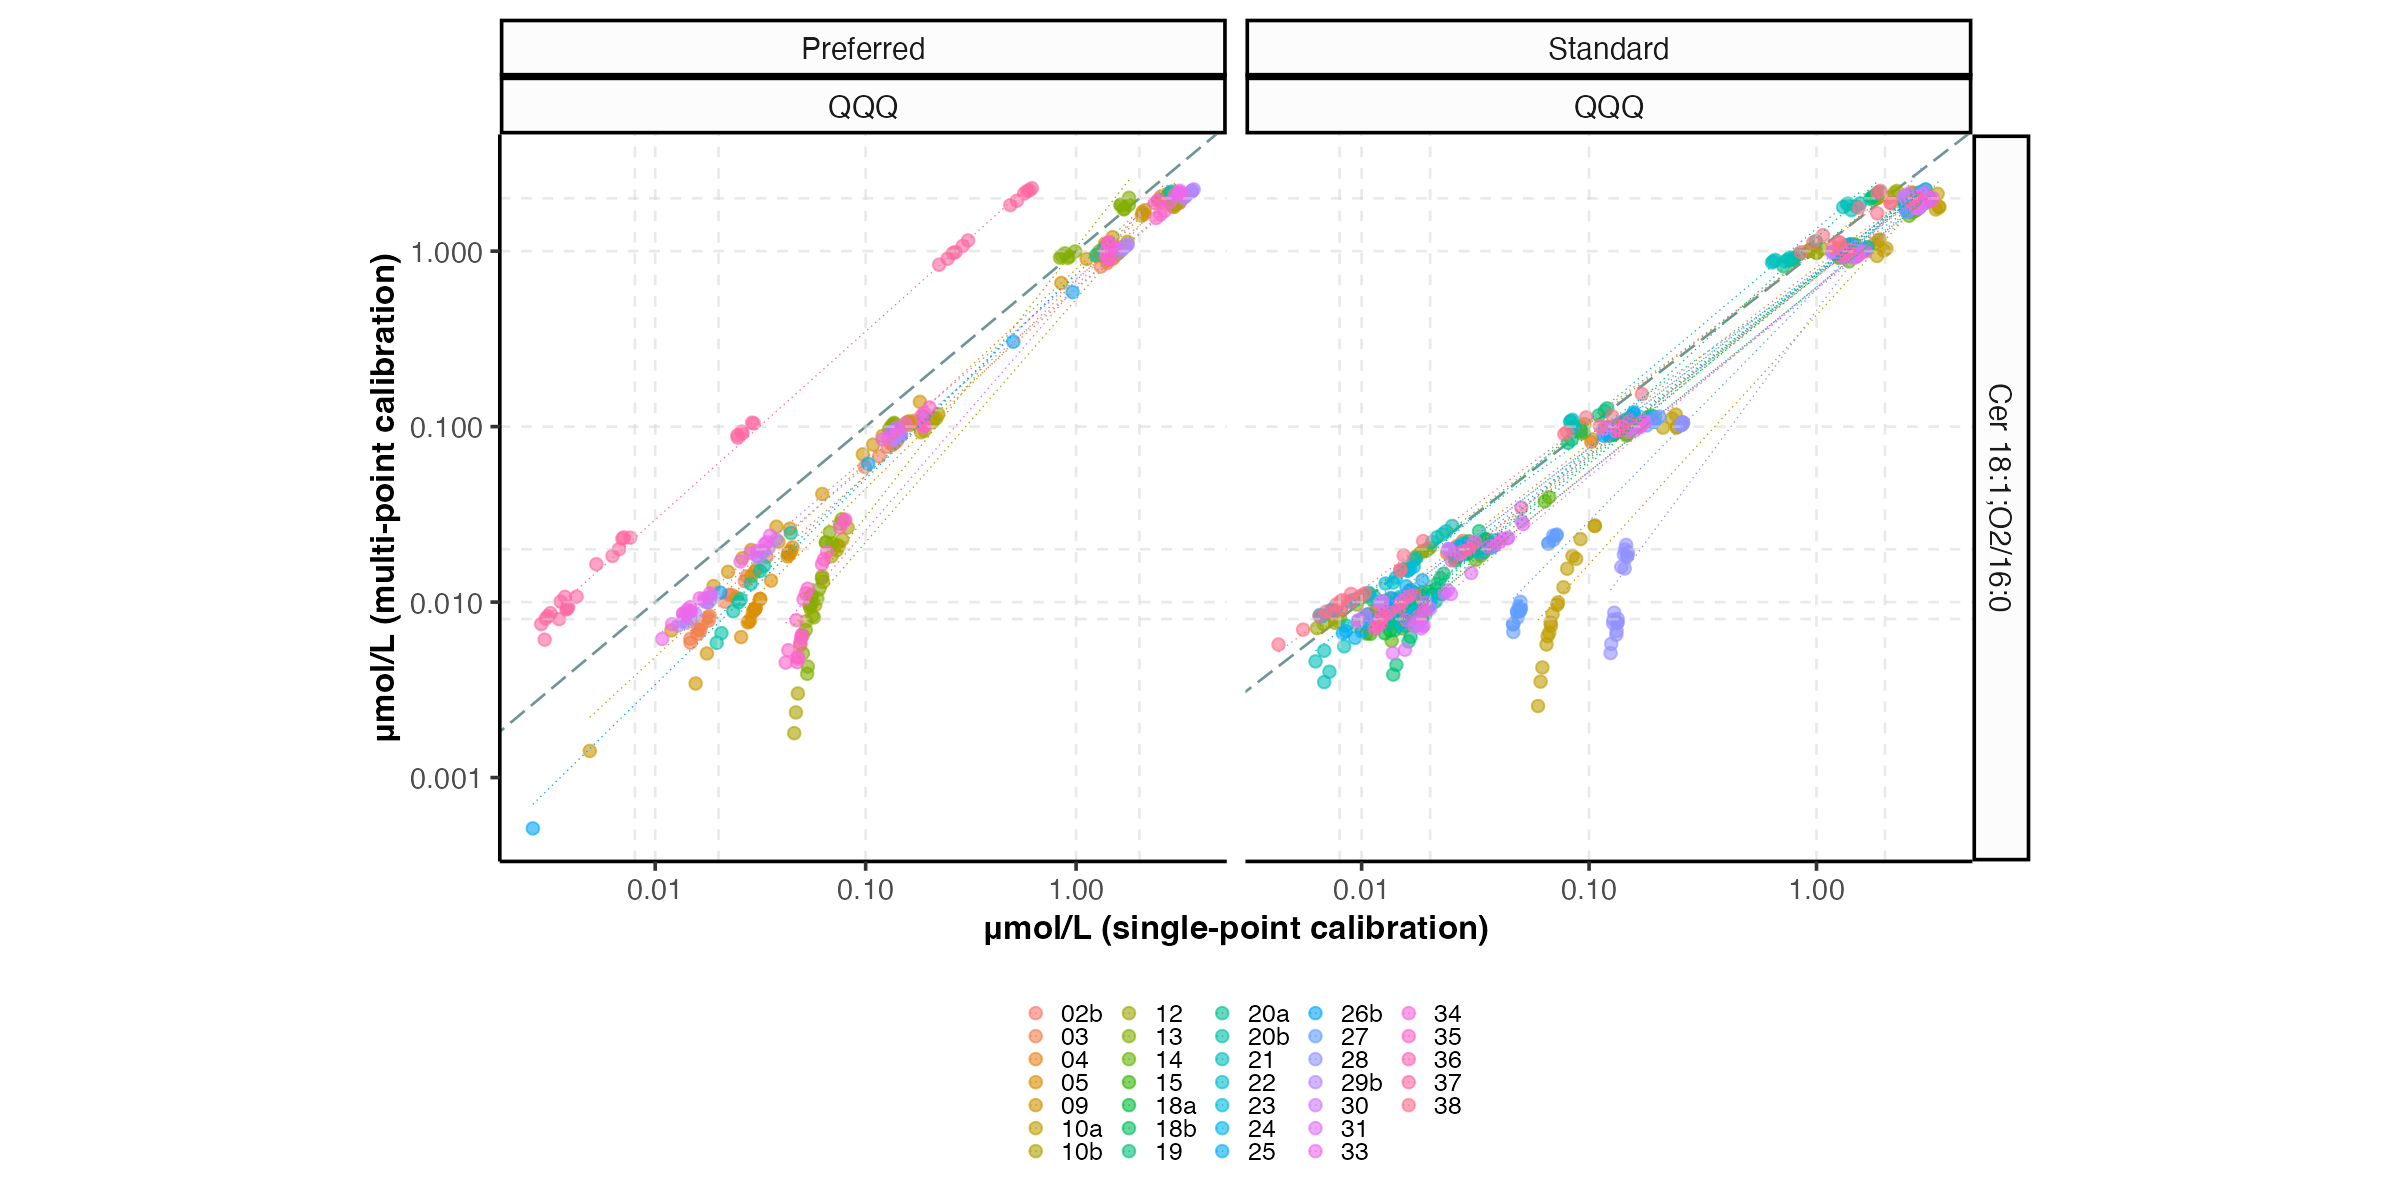 Preferred
Standard
QQQ
QQQ
Cer 18:1;O2/16:0
µmol/L (multi-point calibration)
1.000
0.100
0.010
0.001
0.01
0.10
1.00
0.01
0.10
1.00
µmol/L (single-point calibration)
02b 12 20a 26b 34
03 13 20b 27 35
04 14 21 28 36
05 15 22 29b 37
09 18a 23 30 38
10a 18b 24 31
10b 19 25 33